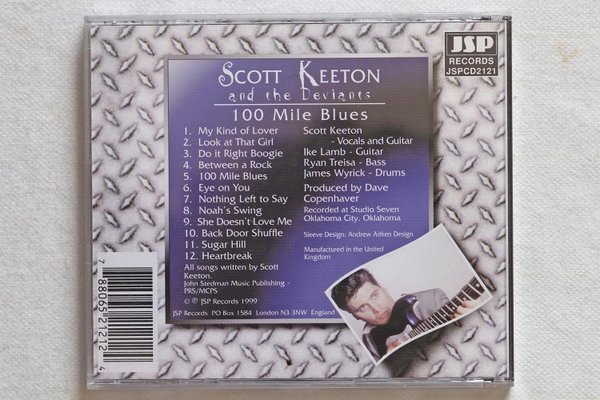 JSP
RECORDS
JSPCD2121
SCOTT KEETON
and the Deviants
100 Mile Blues
1. My Kind of Lover
2. Look at That Girl
3. Do it Right Boogie
4. Between a Rock
5. 100 Mile Blues
6. Eye on You
7. Nothing Left to Say
8. Noah's Swing
9. She Doesn't Love Me
10. Back Door Shuffle
11. Sugar Hill
12. Heartbreak
All songs written by Scott
Keeton.
John Stedman Music Publishing -
PRS/MCPS
© ℗ JSP Records 1999
JSP Records PO Box 1584 London N3 3NW England
Scott Keeton
- Vocals and Guitar
Ike Lamb - Guitar
Ryan Treisa - Bass
James Wyrick - Drums
Produced by Dave
Copenhaver
Recorded at Studio Seven
Oklahoma City, Oklahoma
Sleeve Design: Andrew Aitken Design
Manufactured in the United
Kingdom
7 88065 21212 4